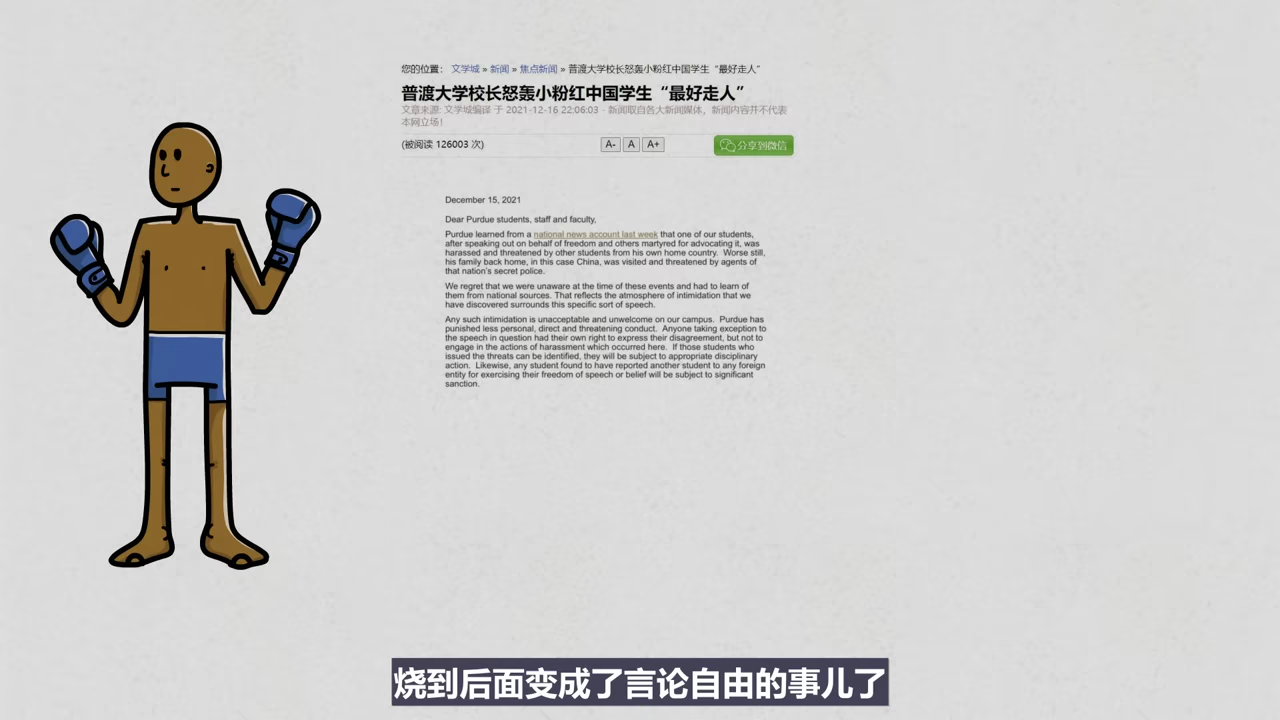 您的位置： 文学城 » 新闻 » 焦点新闻 » 普渡大学校长怒轰小粉红中国学生“最好走人”
普渡大学校长怒轰小粉红中国学生“最好走人”
文章来源: 文学城编译 于 2021-12-16 22:06:03 - 新闻取自各大新闻媒体，新闻内容并不代表
本网立场!
(被阅读 126003 次)
A- A A+
分享到微信
December 15, 2021
Dear Purdue students, staff and faculty,
Purdue learned from a national news account last week that one of our students,
after speaking out on behalf of freedom and others martyred for advocating it, was
harassed and threatened by other students from his own home country. Worse still,
his family back home, in this case China, was visited and threatened by agents of
that nation's secret police.
We regret that we were unaware at the time of these events and had to learn of
them from national sources. That reflects the atmosphere of intimidation that we
have discovered surrounds this specific sort of speech.
Any such intimidation is unacceptable and unwelcome on our campus. Purdue has
punished less personal, direct and threatening conduct. Anyone taking exception to
the speech in question had their own right to express their disagreement, but not to
engage in the actions of harassment which occurred here. If those students who
issued the threats can be identified, they will be subject to appropriate disciplinary
action. Likewise, any student found to have reported another student to any foreign
entity for exercising their freedom of speech or belief will be subject to significant
sanction.
烧到后面变成了言论自由的事儿了